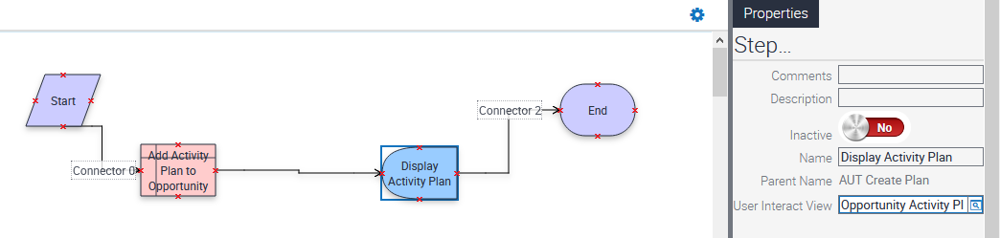 Properties
Step...
Start
Connector 0
Add Activity
Plan to
Opportunity
Display
Activity Plan
Connector 2
End
Comments
Description
Inactive
No
Name
Display Activity Plan
Parent Name
AUT Create Plan
User Interact View
Opportunity Activity Pl